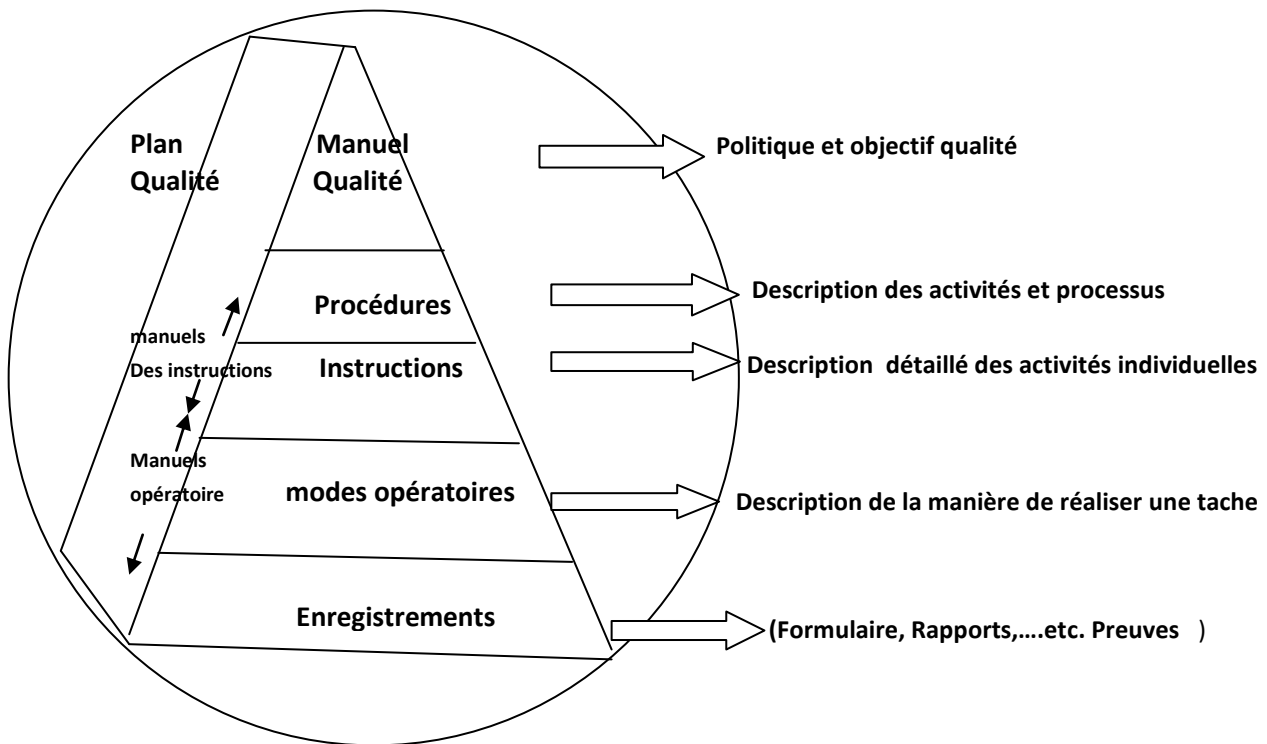 Plan
Qualité
Manuel
Qualité
Politique et objectif qualité
Procédures
Description des activités et processus
manuels
Des instructions
Instructions
Description détaillé des activités individuelles
Manuels
opératoire
modes opératoires
Description de la manière de réaliser une tache
Enregistrements
(Formulaire, Rapports,....etc. Preuves )